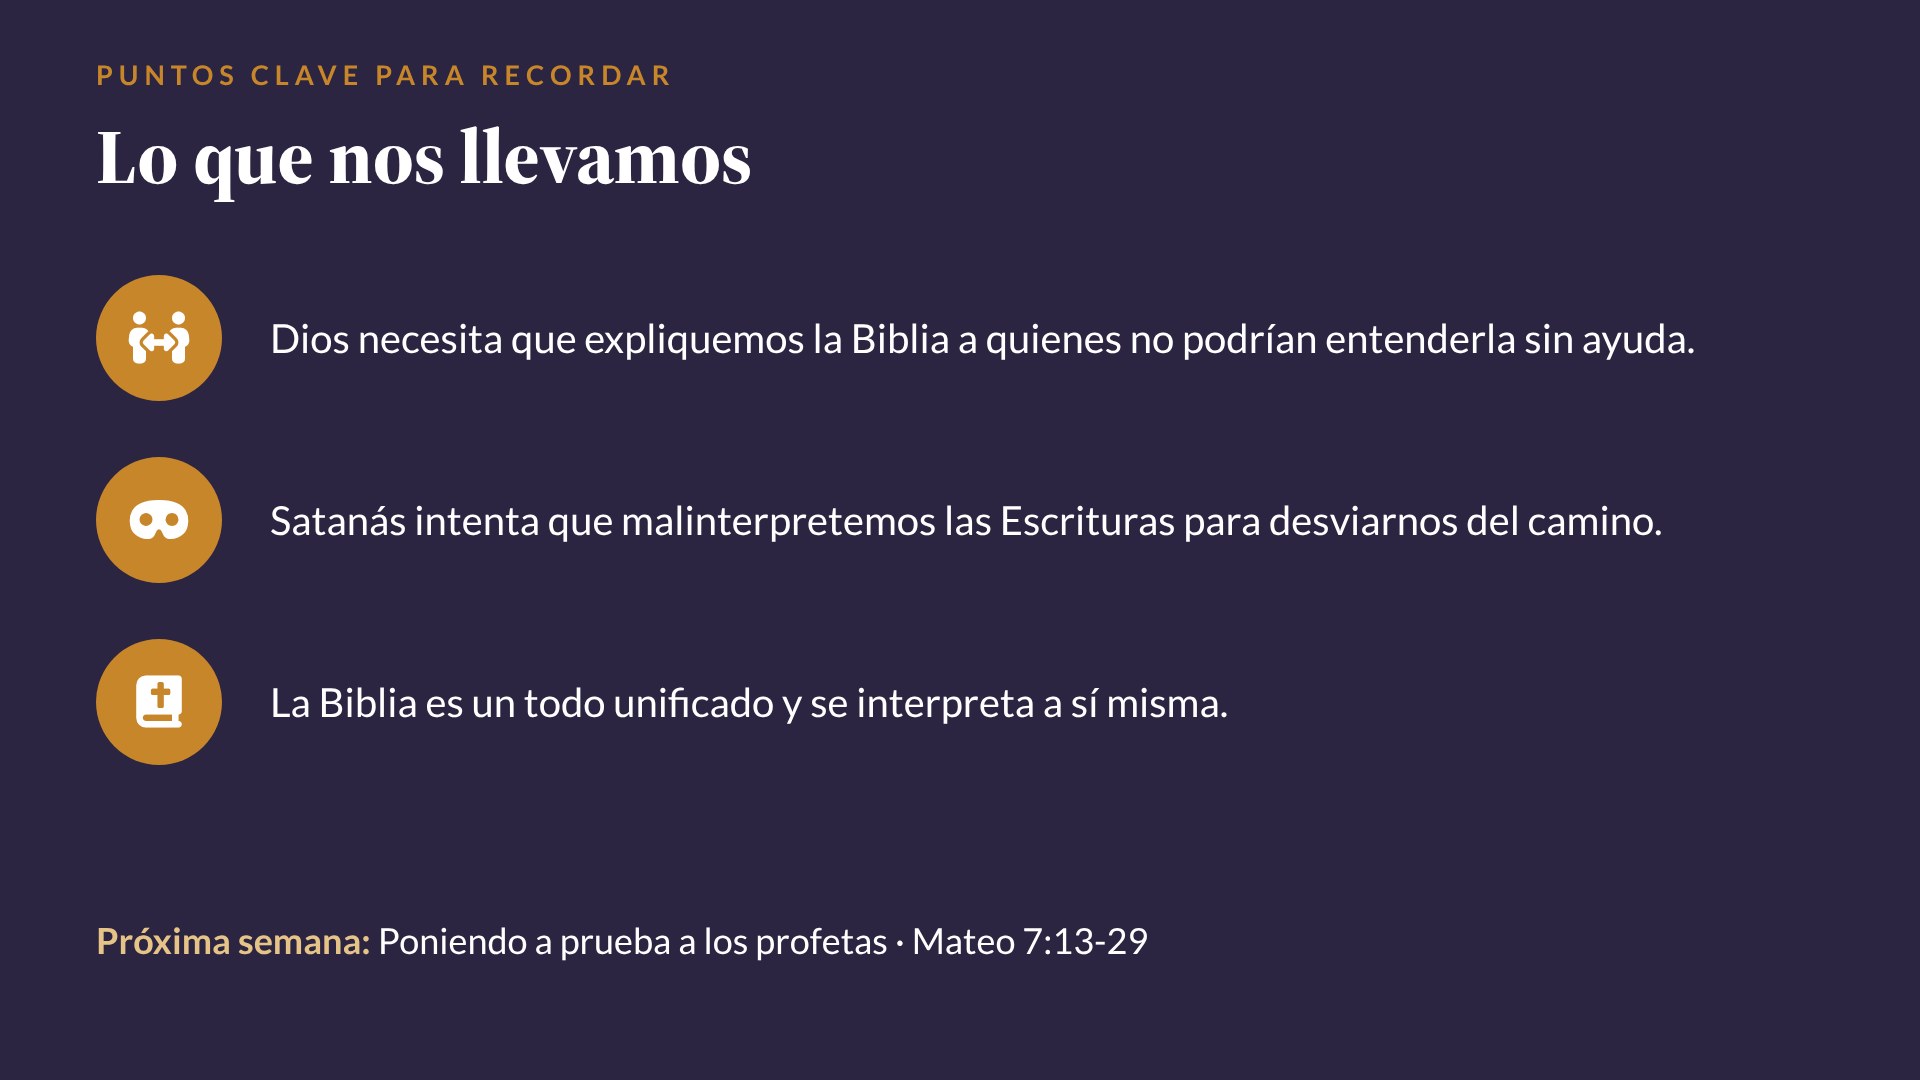 PUNTOS CLAVE PARA RECORDAR
Lo que nos llevamos
Dios necesita que expliquemos la Biblia a quienes no podrían entenderla sin ayuda.
Satanás intenta que malinterpretemos las Escrituras para desviarnos del camino.
La Biblia es un todo unificado y se interpreta a sí misma.
Próxima semana: Poniendo a prueba a los profetas · Mateo 7:13-29